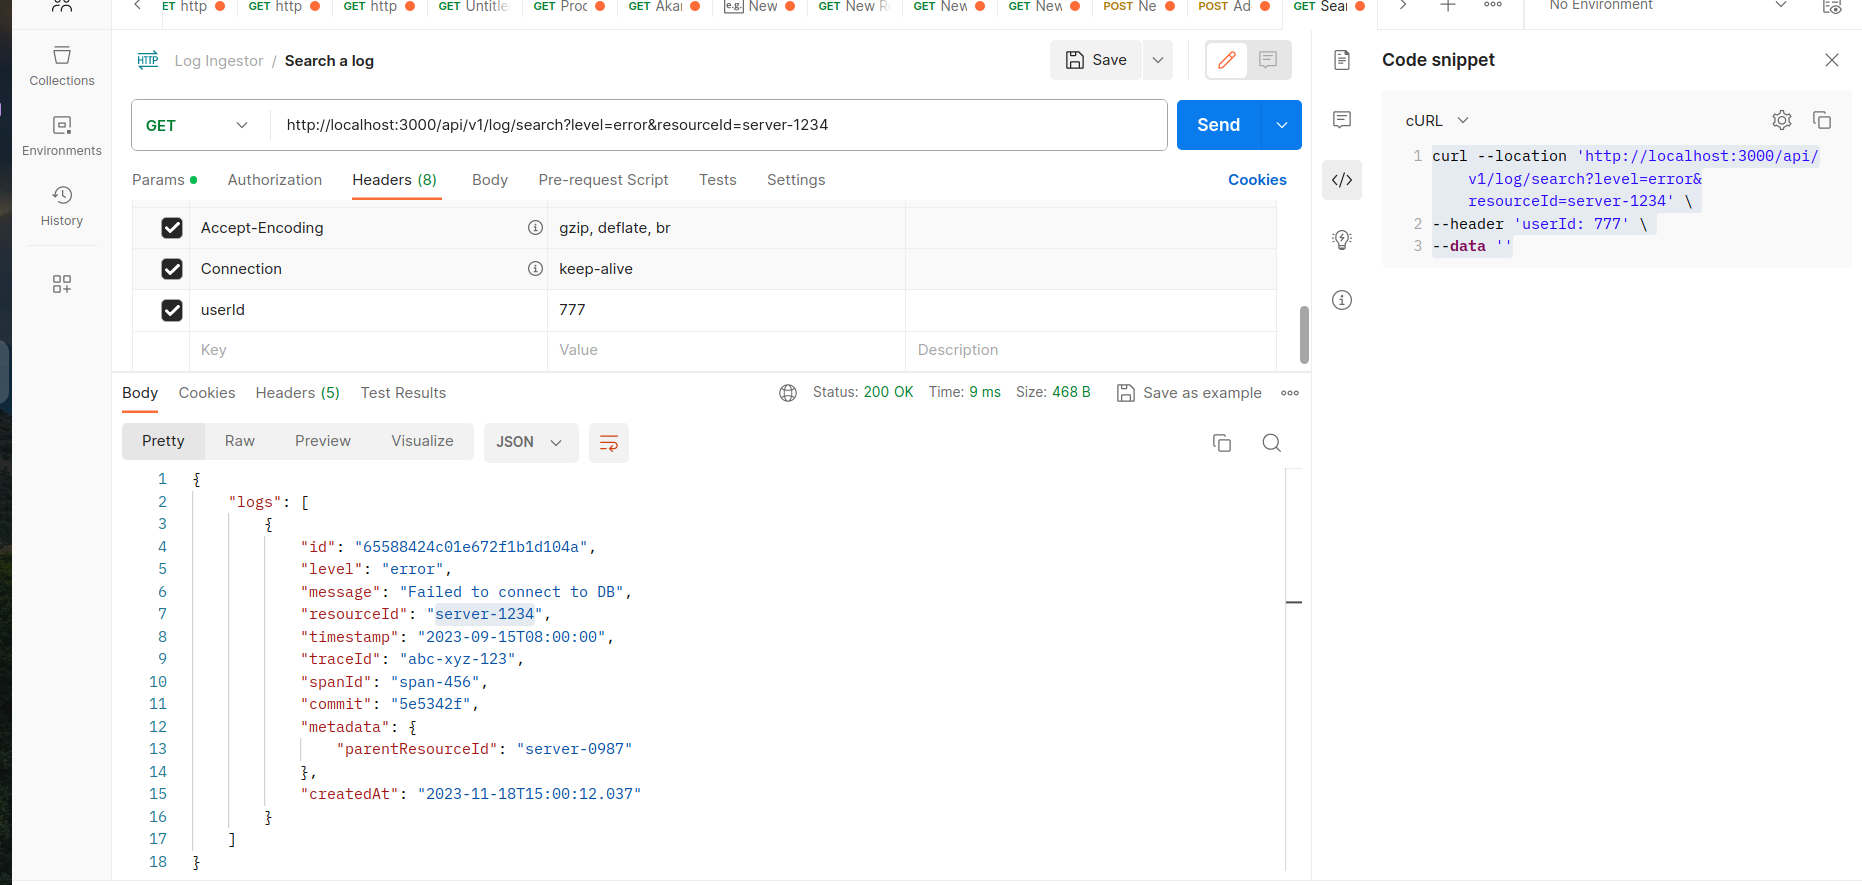 ET http
GET http
GET http
GET Untitle
GET Proc
GET Akar
e.g. New
GET New R
GET New
GET New
POST Ne
POST Ad
GET Sear
No Environment
Collections
Environments
History
HTTP Log Ingestor / Search a log
Save
GET http://localhost:3000/api/v1/log/search?level=error&resourceId=server-1234
Send
Params Authorization Headers (8) Body Pre-request Script Tests Settings Cookies
Accept-Encoding gzip, deflate, br
Connection keep-alive
userId 777
Key Value Description
Body Cookies Headers (5) Test Results Status: 200 OK Time: 9 ms Size: 468 B Save as example
Pretty Raw Preview Visualize JSON
1 {
2 "logs": [
3 {
4 "id": "65588424c01e672f1b1d104a",
5 "level": "error",
6 "message": "Failed to connect to DB",
7 "resourceId": "server-1234",
8 "timestamp": "2023-09-15T08:00:00",
9 "traceId": "abc-xyz-123",
10 "spanId": "span-456",
11 "commit": "5e5342f",
12 "metadata": {
13 "parentResourceId": "server-0987"
14 },
15 "createdAt": "2023-11-18T15:00:12.037"
16 }
17 ]
18 }
Code snippet
cURL
1 curl --location 'http://localhost:3000/api/
v1/log/search?level=error&
resourceId=server-1234' \
2 --header 'userId: 777' \
3 --data ''